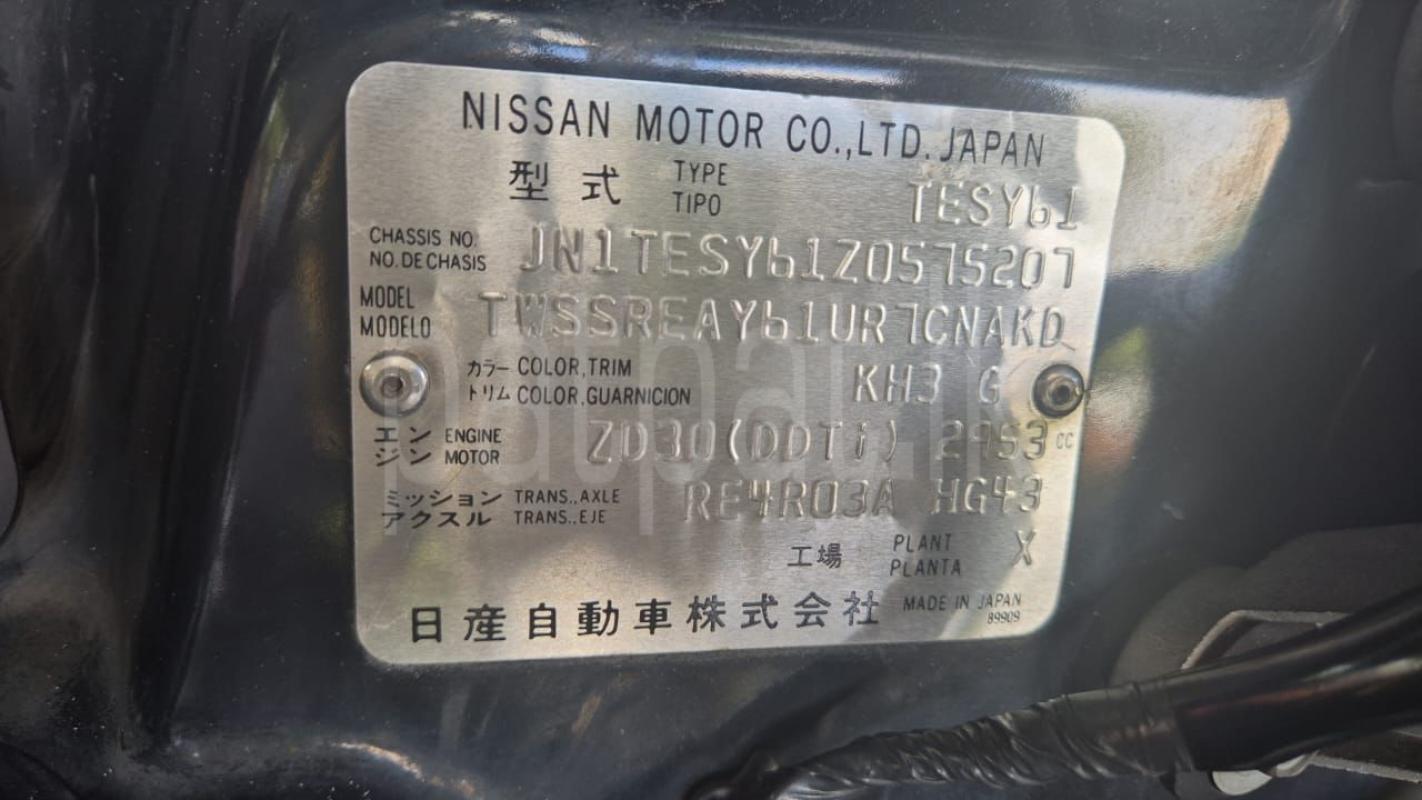 NISSAN MOTOR CO.,LTD. JAPAN
型式 TYPE TESY61
TIPO
CHASSIS NO. JN1TESY61Z0575207
NO. DE CHASIS
MODEL TWSSREAY61UR7CNAKD
MODELO
カラー COLOR,TRIM KH3 G
トリム COLOR,GUARNICION
エンジン ENGINE ZD30(DDTi) 2953 CC
MOTOR
ミッション TRANS.,AXLE RE4R03A HG43
アクスル TRANS.,EJE
工場 PLANT X
PLANTA
日産自動車株式会社 MADE IN JAPAN
89909
patpat.lk